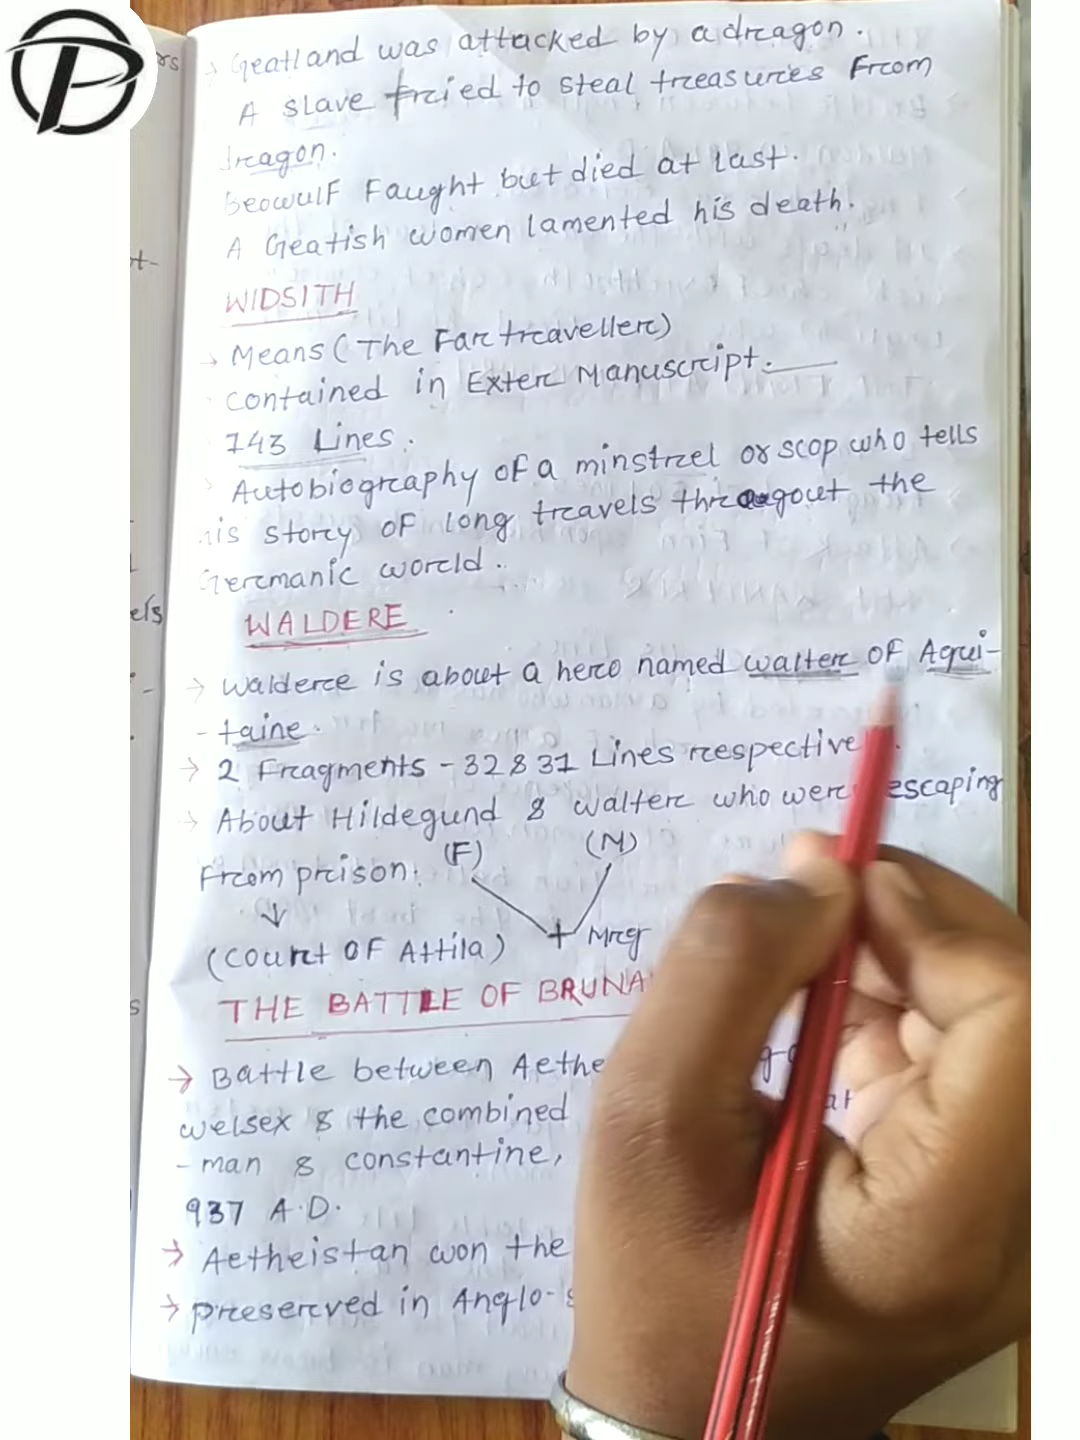 Geatland was attacked by a dragon.
A slave tried to steal treasures From
dragon.
Beowulf Faught but died at last.
A Geatish women lamented his death.
WIDSITH
→ Means (The Far traveller)
contained in Exter Manuscript.
143 Lines.
Autobiography of a minstrel or scop who tells
his story of long travels througout the
Germanic world.
WALDERE
→ Waldere is about a hero named walter of Aqui-
- taine.
→ 2 Fragments - 32 & 31 Lines respective
→ About Hildegund & walter who were escaping
From prison. (F) (M)
↓
(Court of Attila) + Mrg
THE BATTLE OF BRUNA
→ Battle between Aethe
welsex & the combined
- man & constantine,
937 A.D.
→ Aetheistan won the
→ preserved in Anglo-s